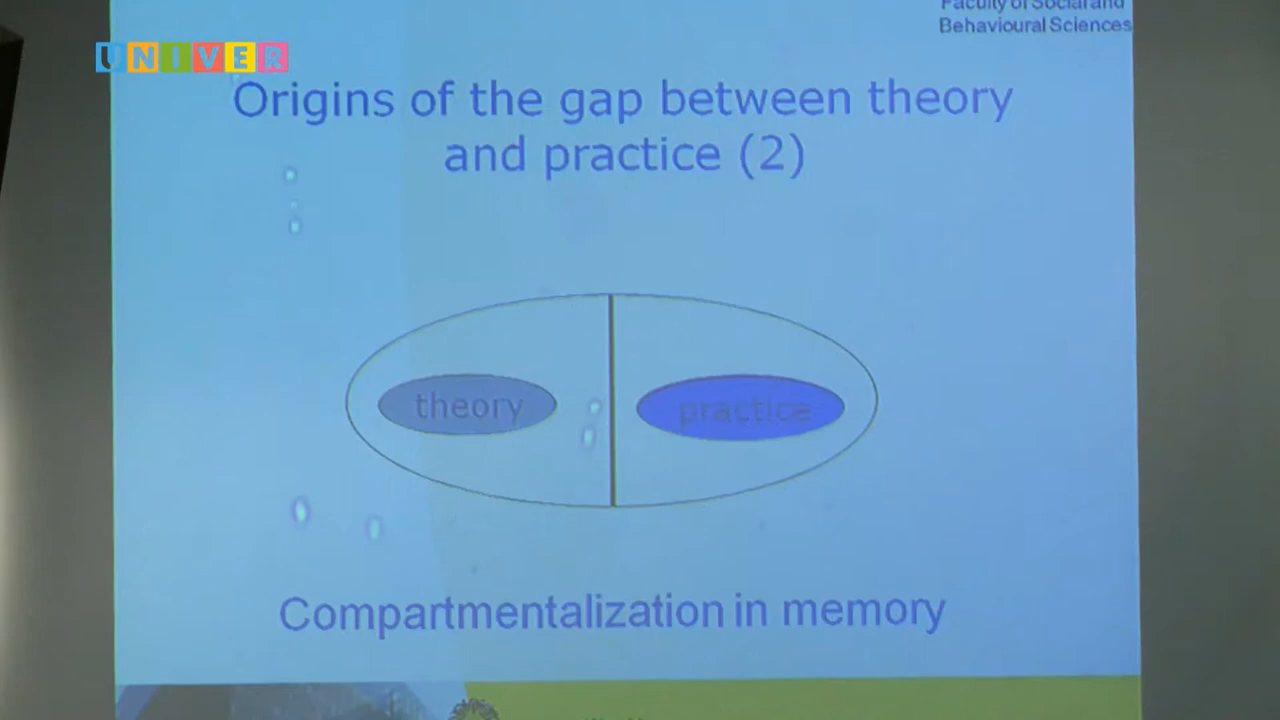 Faculty of Social and
Behavioural Sciences
UNIVER
Origins of the gap between theory
and practice (2)
theory
practice
Compartmentalization in memory